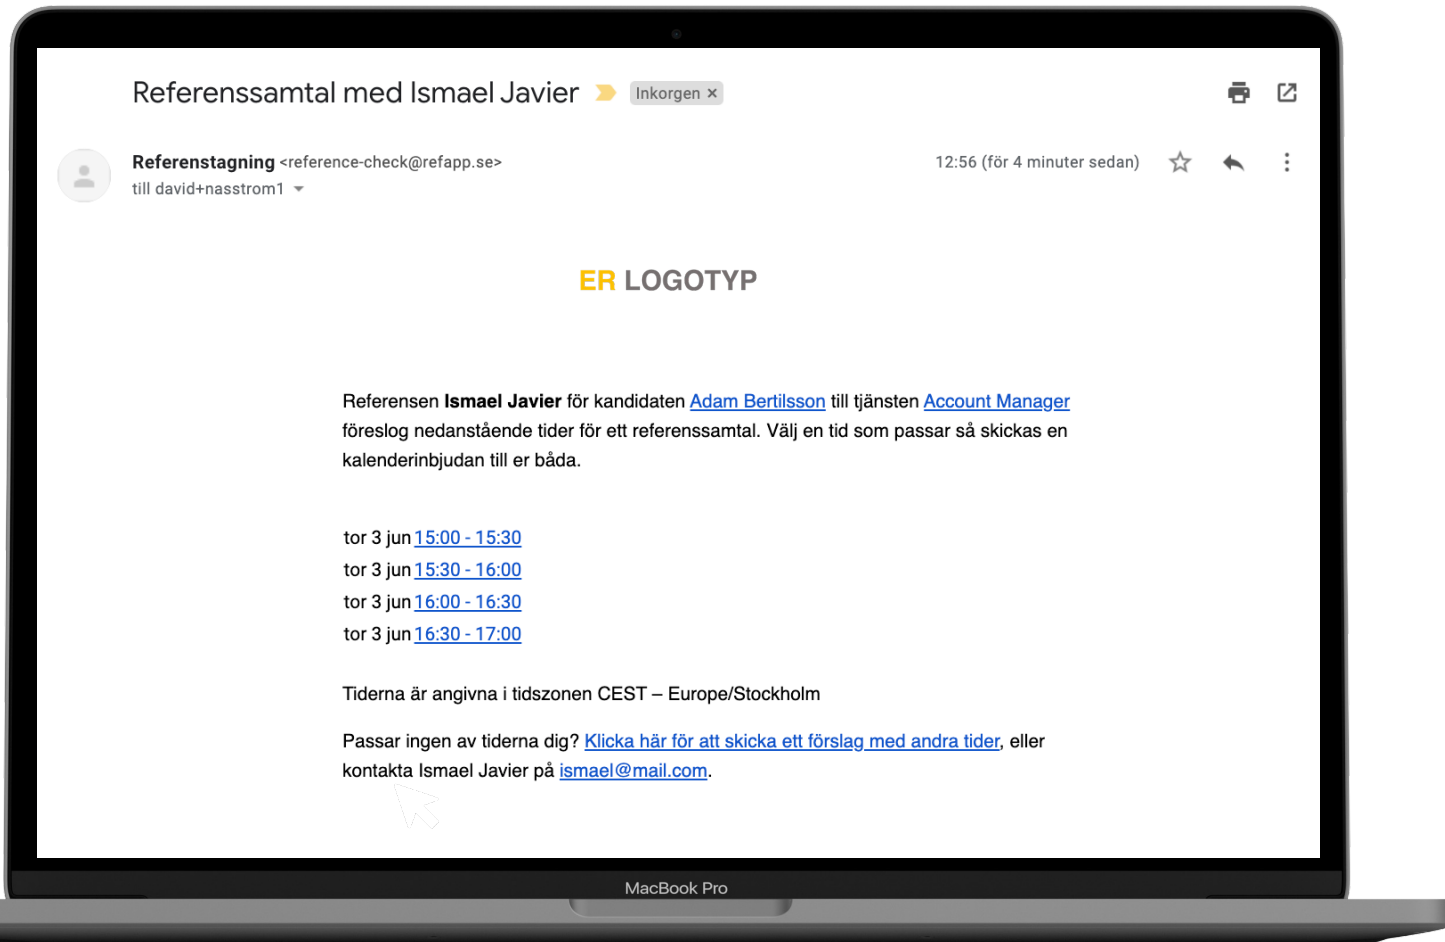 Referenssamtal med Ismael Javier Inkorgen ×
Referenstagning <reference-check@refapp.se> 12:56 (för 4 minuter sedan)
till david+nasstrom1
ER LOGOTYP
Referensen Ismael Javier för kandidaten Adam Bertilsson till tjänsten Account Manager
föreslog nedanstående tider för ett referenssamtal. Välj en tid som passar så skickas en
kalenderinbjudan till er båda.
tor 3 jun 15:00 - 15:30
tor 3 jun 15:30 - 16:00
tor 3 jun 16:00 - 16:30
tor 3 jun 16:30 - 17:00
Tiderna är angivna i tidszonen CEST – Europe/Stockholm
Passar ingen av tiderna dig? Klicka här för att skicka ett förslag med andra tider, eller
kontakta Ismael Javier på ismael@mail.com.
MacBook Pro